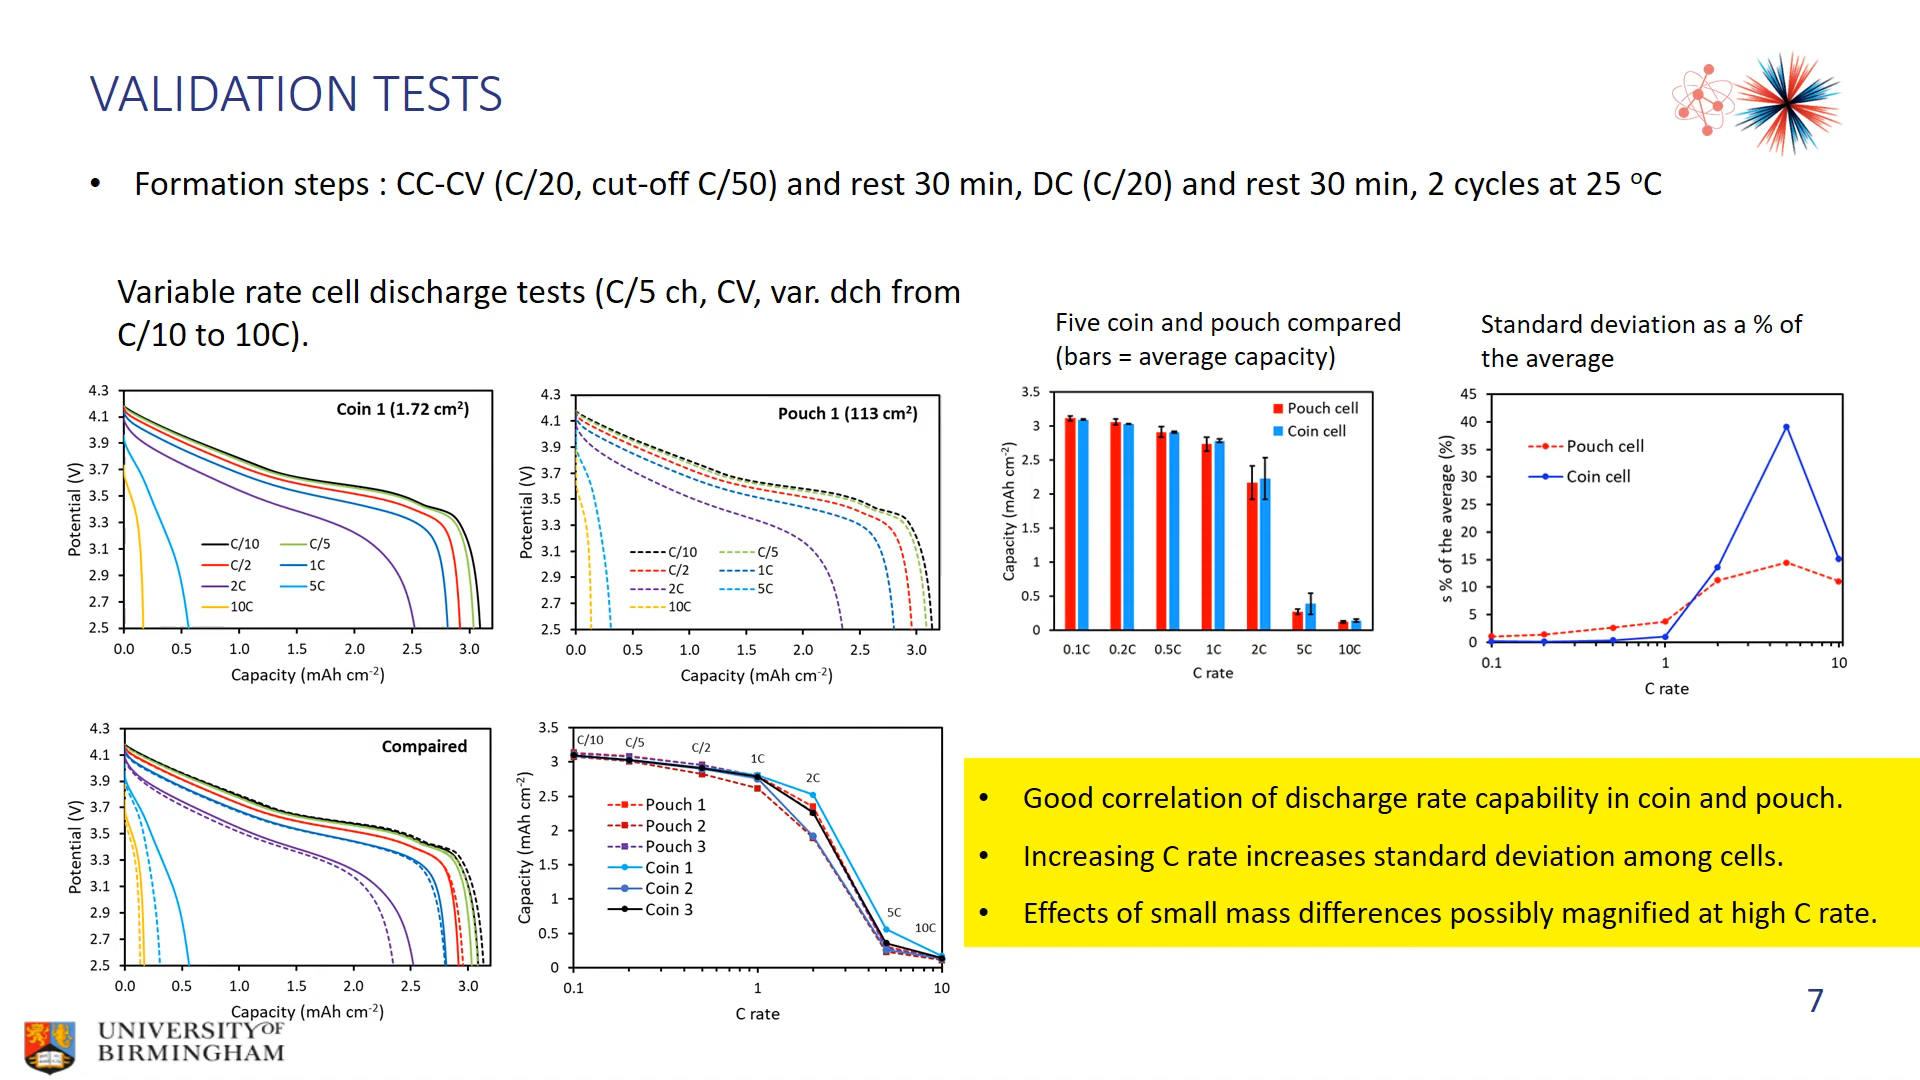 VALIDATION TESTS
• Formation steps : CC-CV (C/20, cut-off C/50) and rest 30 min, DC (C/20) and rest 30 min, 2 cycles at 25 °C
Variable rate cell discharge tests (C/5 ch, CV, var. dch from
C/10 to 10C).
Five coin and pouch compared
(bars = average capacity)
Standard deviation as a % of
the average
Coin 1 (1.72 cm²)
Potential (V)
4.3
4.1
3.9
3.7
3.5
3.3
3.1
2.9
2.7
2.5
C/10 C/5
C/2 1C
2C 5C
10C
0.0 0.5 1.0 1.5 2.0 2.5 3.0
Capacity (mAh cm⁻²)
Pouch 1 (113 cm²)
Potential (V)
4.3
4.1
3.9
3.7
3.5
3.3
3.1
2.9
2.7
2.5
C/10 C/5
C/2 1C
2C 5C
10C
0.0 0.5 1.0 1.5 2.0 2.5 3.0
Capacity (mAh cm⁻²)
Capacity (mAh cm⁻²)
3.5
3
2.5
2
1.5
1
0.5
0
Pouch cell
Coin cell
0.1C 0.2C 0.5C 1C 2C 5C 10C
C rate
s % of the average (%)
45
40
35
30
25
20
15
10
5
0
Pouch cell
Coin cell
0.1 1 10
C rate
Compaired
Potential (V)
4.3
4.1
3.9
3.7
3.5
3.3
3.1
2.9
2.7
2.5
0.0 0.5 1.0 1.5 2.0 2.5 3.0
Capacity (mAh cm⁻²)
Capacity (mAh cm⁻²)
3.5
3
2.5
2
1.5
1
0.5
0
C/10 C/5 C/2 1C 2C 5C 10C
Pouch 1
Pouch 2
Pouch 3
Coin 1
Coin 2
Coin 3
0.1 1 10
C rate
• Good correlation of discharge rate capability in coin and pouch.
• Increasing C rate increases standard deviation among cells.
• Effects of small mass differences possibly magnified at high C rate.
7
UNIVERSITY OF
BIRMINGHAM